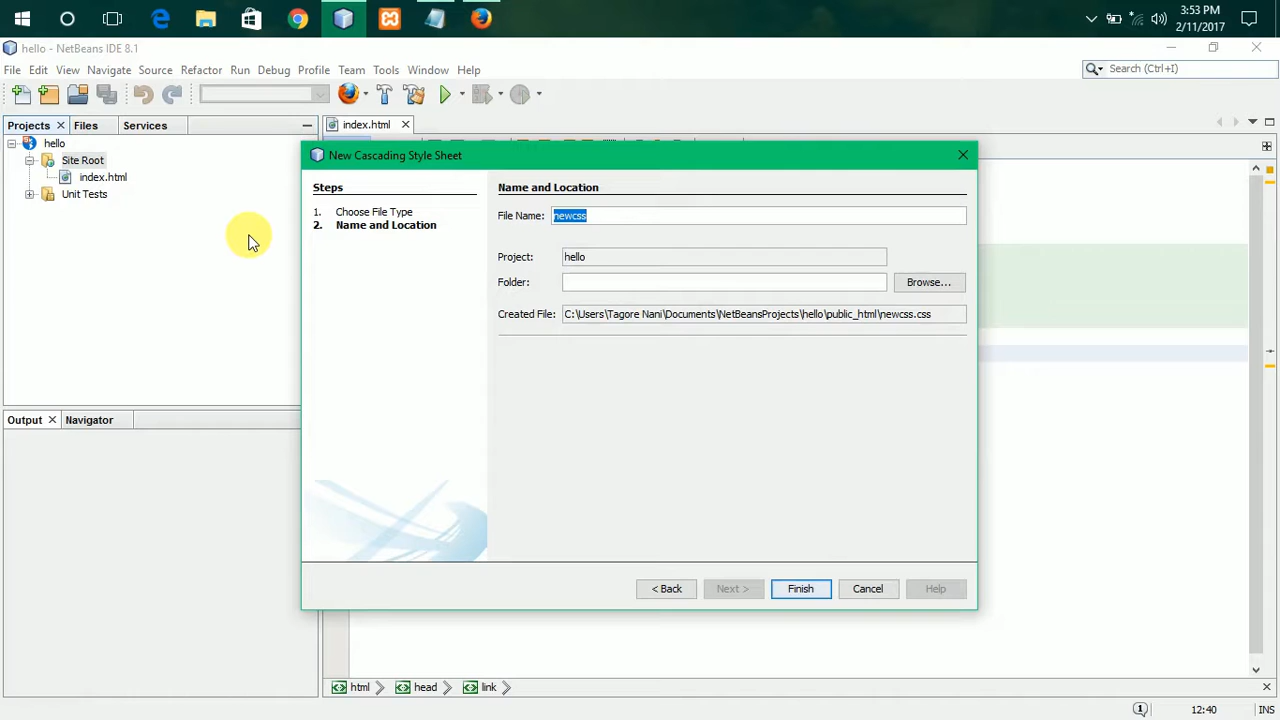 3:53 PM
2/11/2017
hello - NetBeans IDE 8.1
File Edit View Navigate Source Refactor Run Debug Profile Team Tools Window Help
Search (Ctrl+I)
Projects Files Services
index.html
hello
Site Root
index.html
Unit Tests
New Cascading Style Sheet
Steps
1. Choose File Type
2. Name and Location
Name and Location
File Name: newcss
Project: hello
Folder:
Browse...
Created File: C:\Users\Tagore Nani\Documents\NetBeansProjects\hello\public_html\newcss.css
Output Navigator
< Back Next > Finish Cancel Help
html head link
12:40 INS